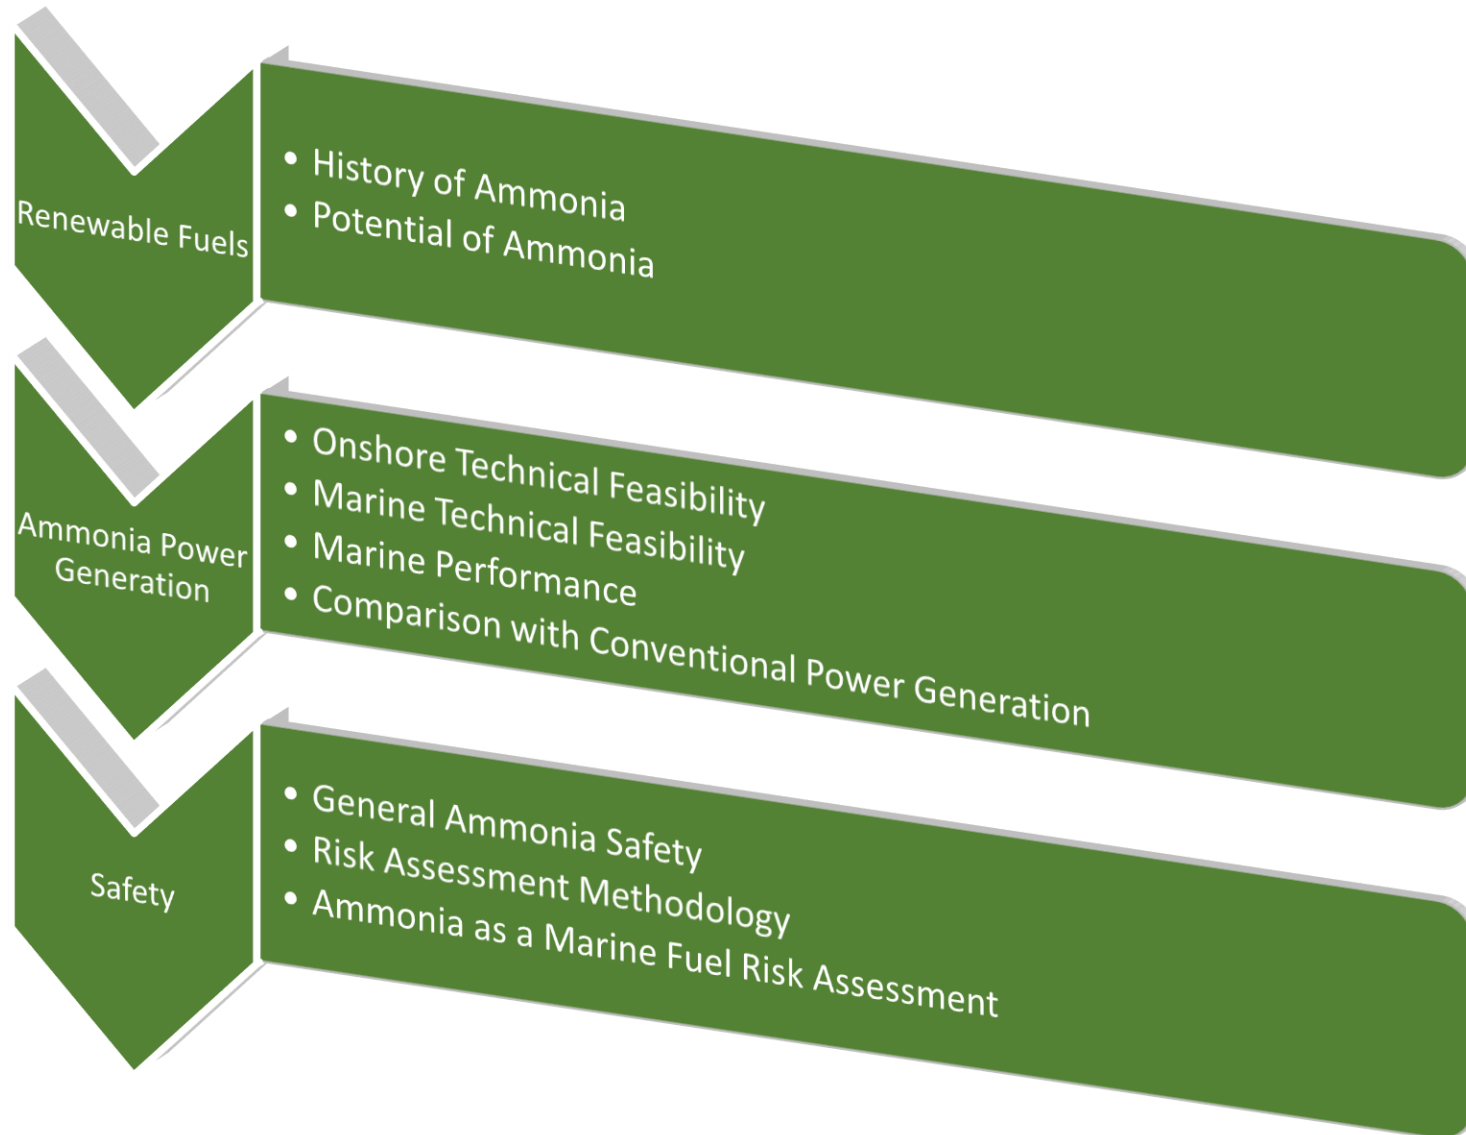 Renewable Fuels
• History of Ammonia
• Potential of Ammonia
Ammonia Power
Generation
• Onshore Technical Feasibility
• Marine Technical Feasibility
• Marine Performance
• Comparison with Conventional Power Generation
Safety
• General Ammonia Safety
• Risk Assessment Methodology
• Ammonia as a Marine Fuel Risk Assessment